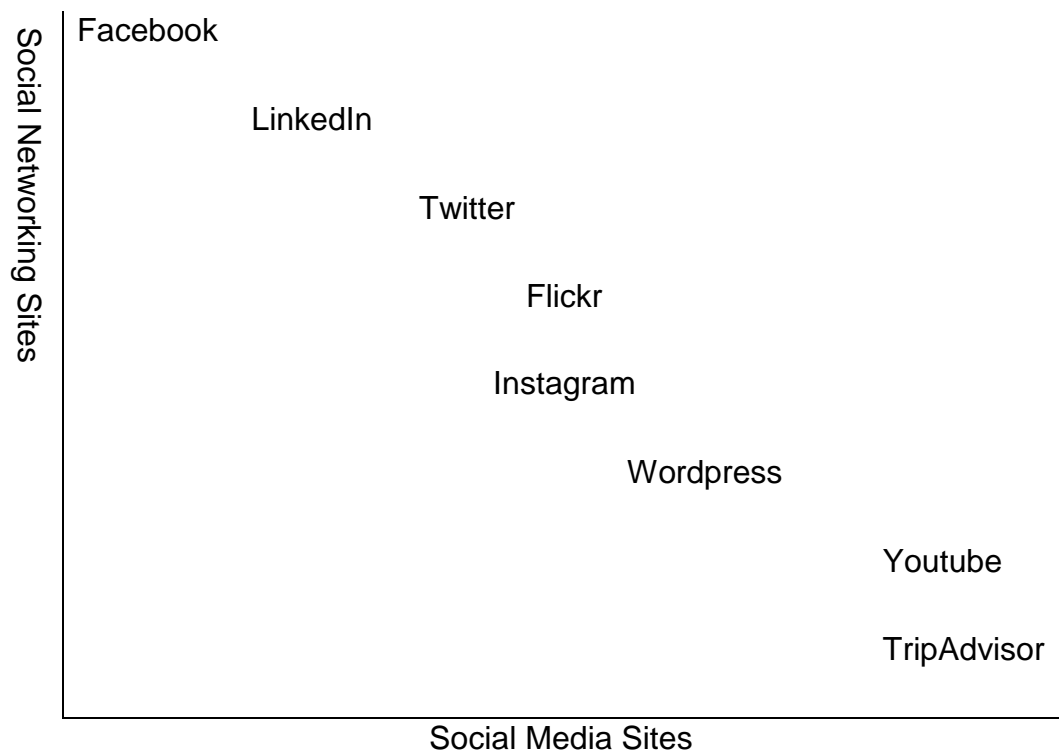 Social Networking Sites
Facebook
LinkedIn
Twitter
Flickr
Instagram
Wordpress
Youtube
TripAdvisor
Social Media Sites